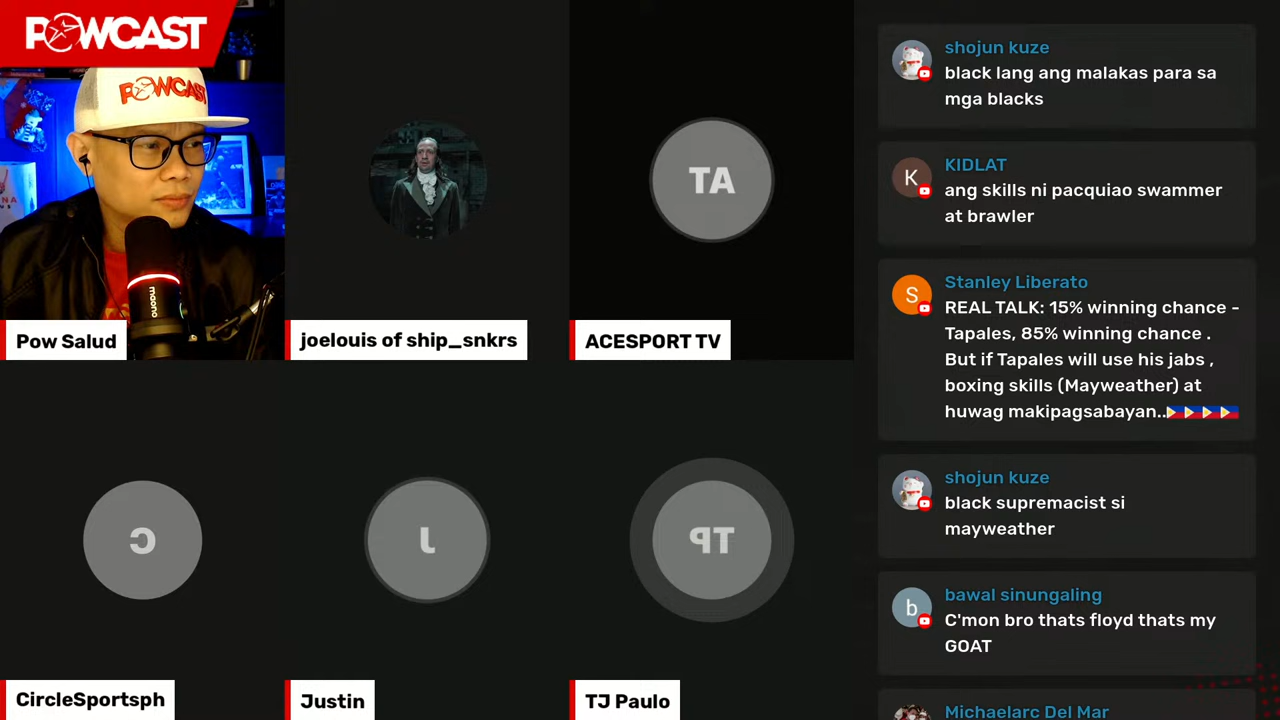 POWCAST
POWCAST
maono
Pow Salud
joelouis of ship_snkrs
TA
ACESPORT TV
C
CircleSportsph
J
Justin
TP
TJ Paulo
shojun kuze
black lang ang malakas para sa
mga blacks
K
KIDLAT
ang skills ni pacquiao swammer
at brawler
S
Stanley Liberato
REAL TALK: 15% winning chance -
Tapales, 85% winning chance .
But if Tapales will use his jabs ,
boxing skills (Mayweather) at
huwag makipagsabayan..
shojun kuze
black supremacist si
mayweather
b
bawal sinungaling
C'mon bro thats floyd thats my
GOAT
Michaelarc Del Mar